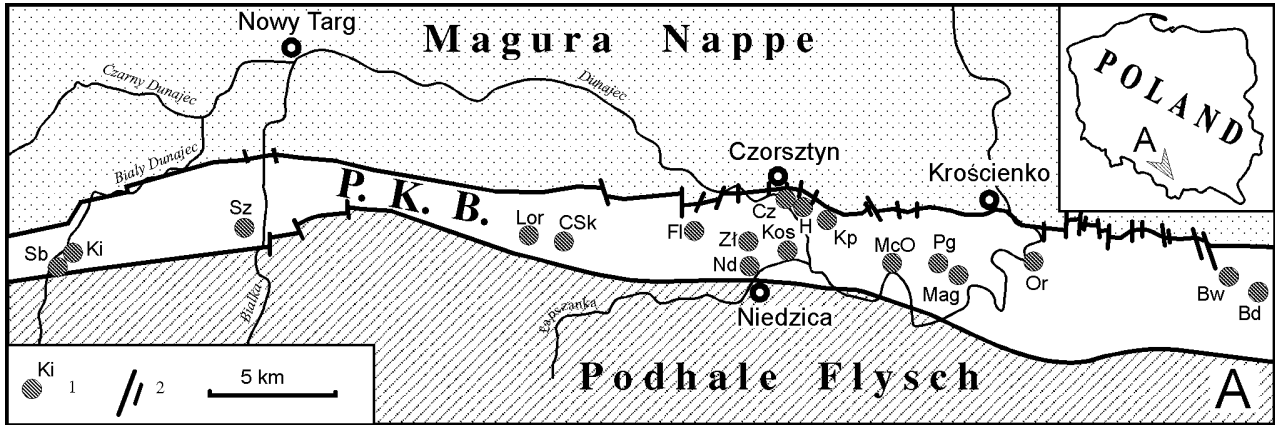 Nowy Targ
Magura Nappe
POLAND
A
Czarny Dunajec
Dunajec
Biały Dunajec
Czorsztyn
Krościenko
P. K. B.
Sz
Lor
CSk
Fl
Cz
Zł
Kos
H
Kp
McO
Pg
Sb
Ki
Nd
Mag
Or
Bw
Bd
Białka
Łapszanka
Niedzica
Podhale Flysch
Ki
1
2
5 km
A